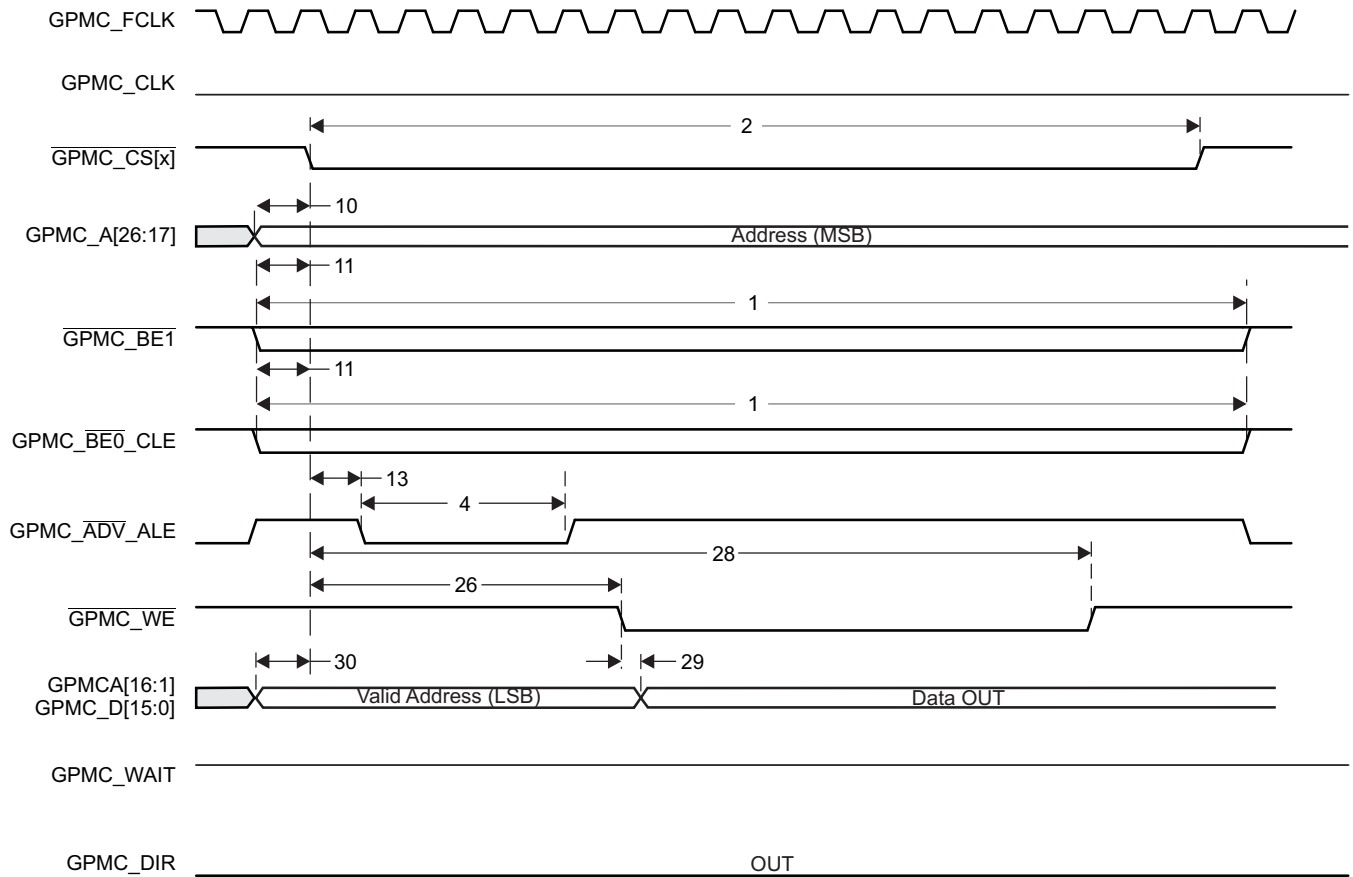 GPMC_FCLK
GPMC_CLK
2
GPMC_CS[x]
10
GPMC_A[26:17]
Address (MSB)
11
1
GPMC_BE1
11
1
GPMC_BE0_CLE
13
4
GPMC_ADV_ALE
28
26
GPMC_WE
30
29
GPMCA[16:1]
GPMC_D[15:0]
Valid Address (LSB)
Data OUT
GPMC_WAIT
GPMC_DIR
OUT